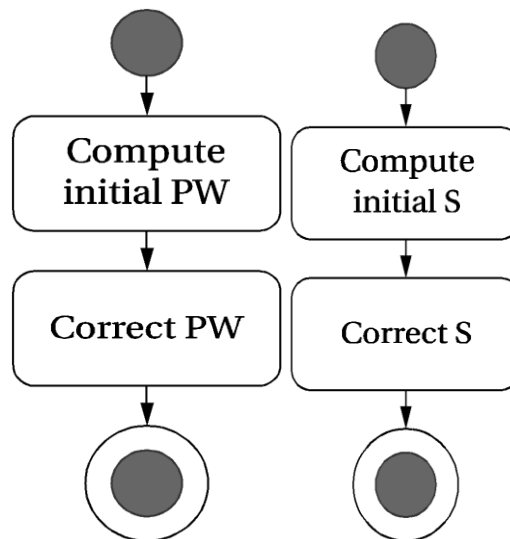 Compute
initial PW
Correct PW
Compute
initial S
Correct S